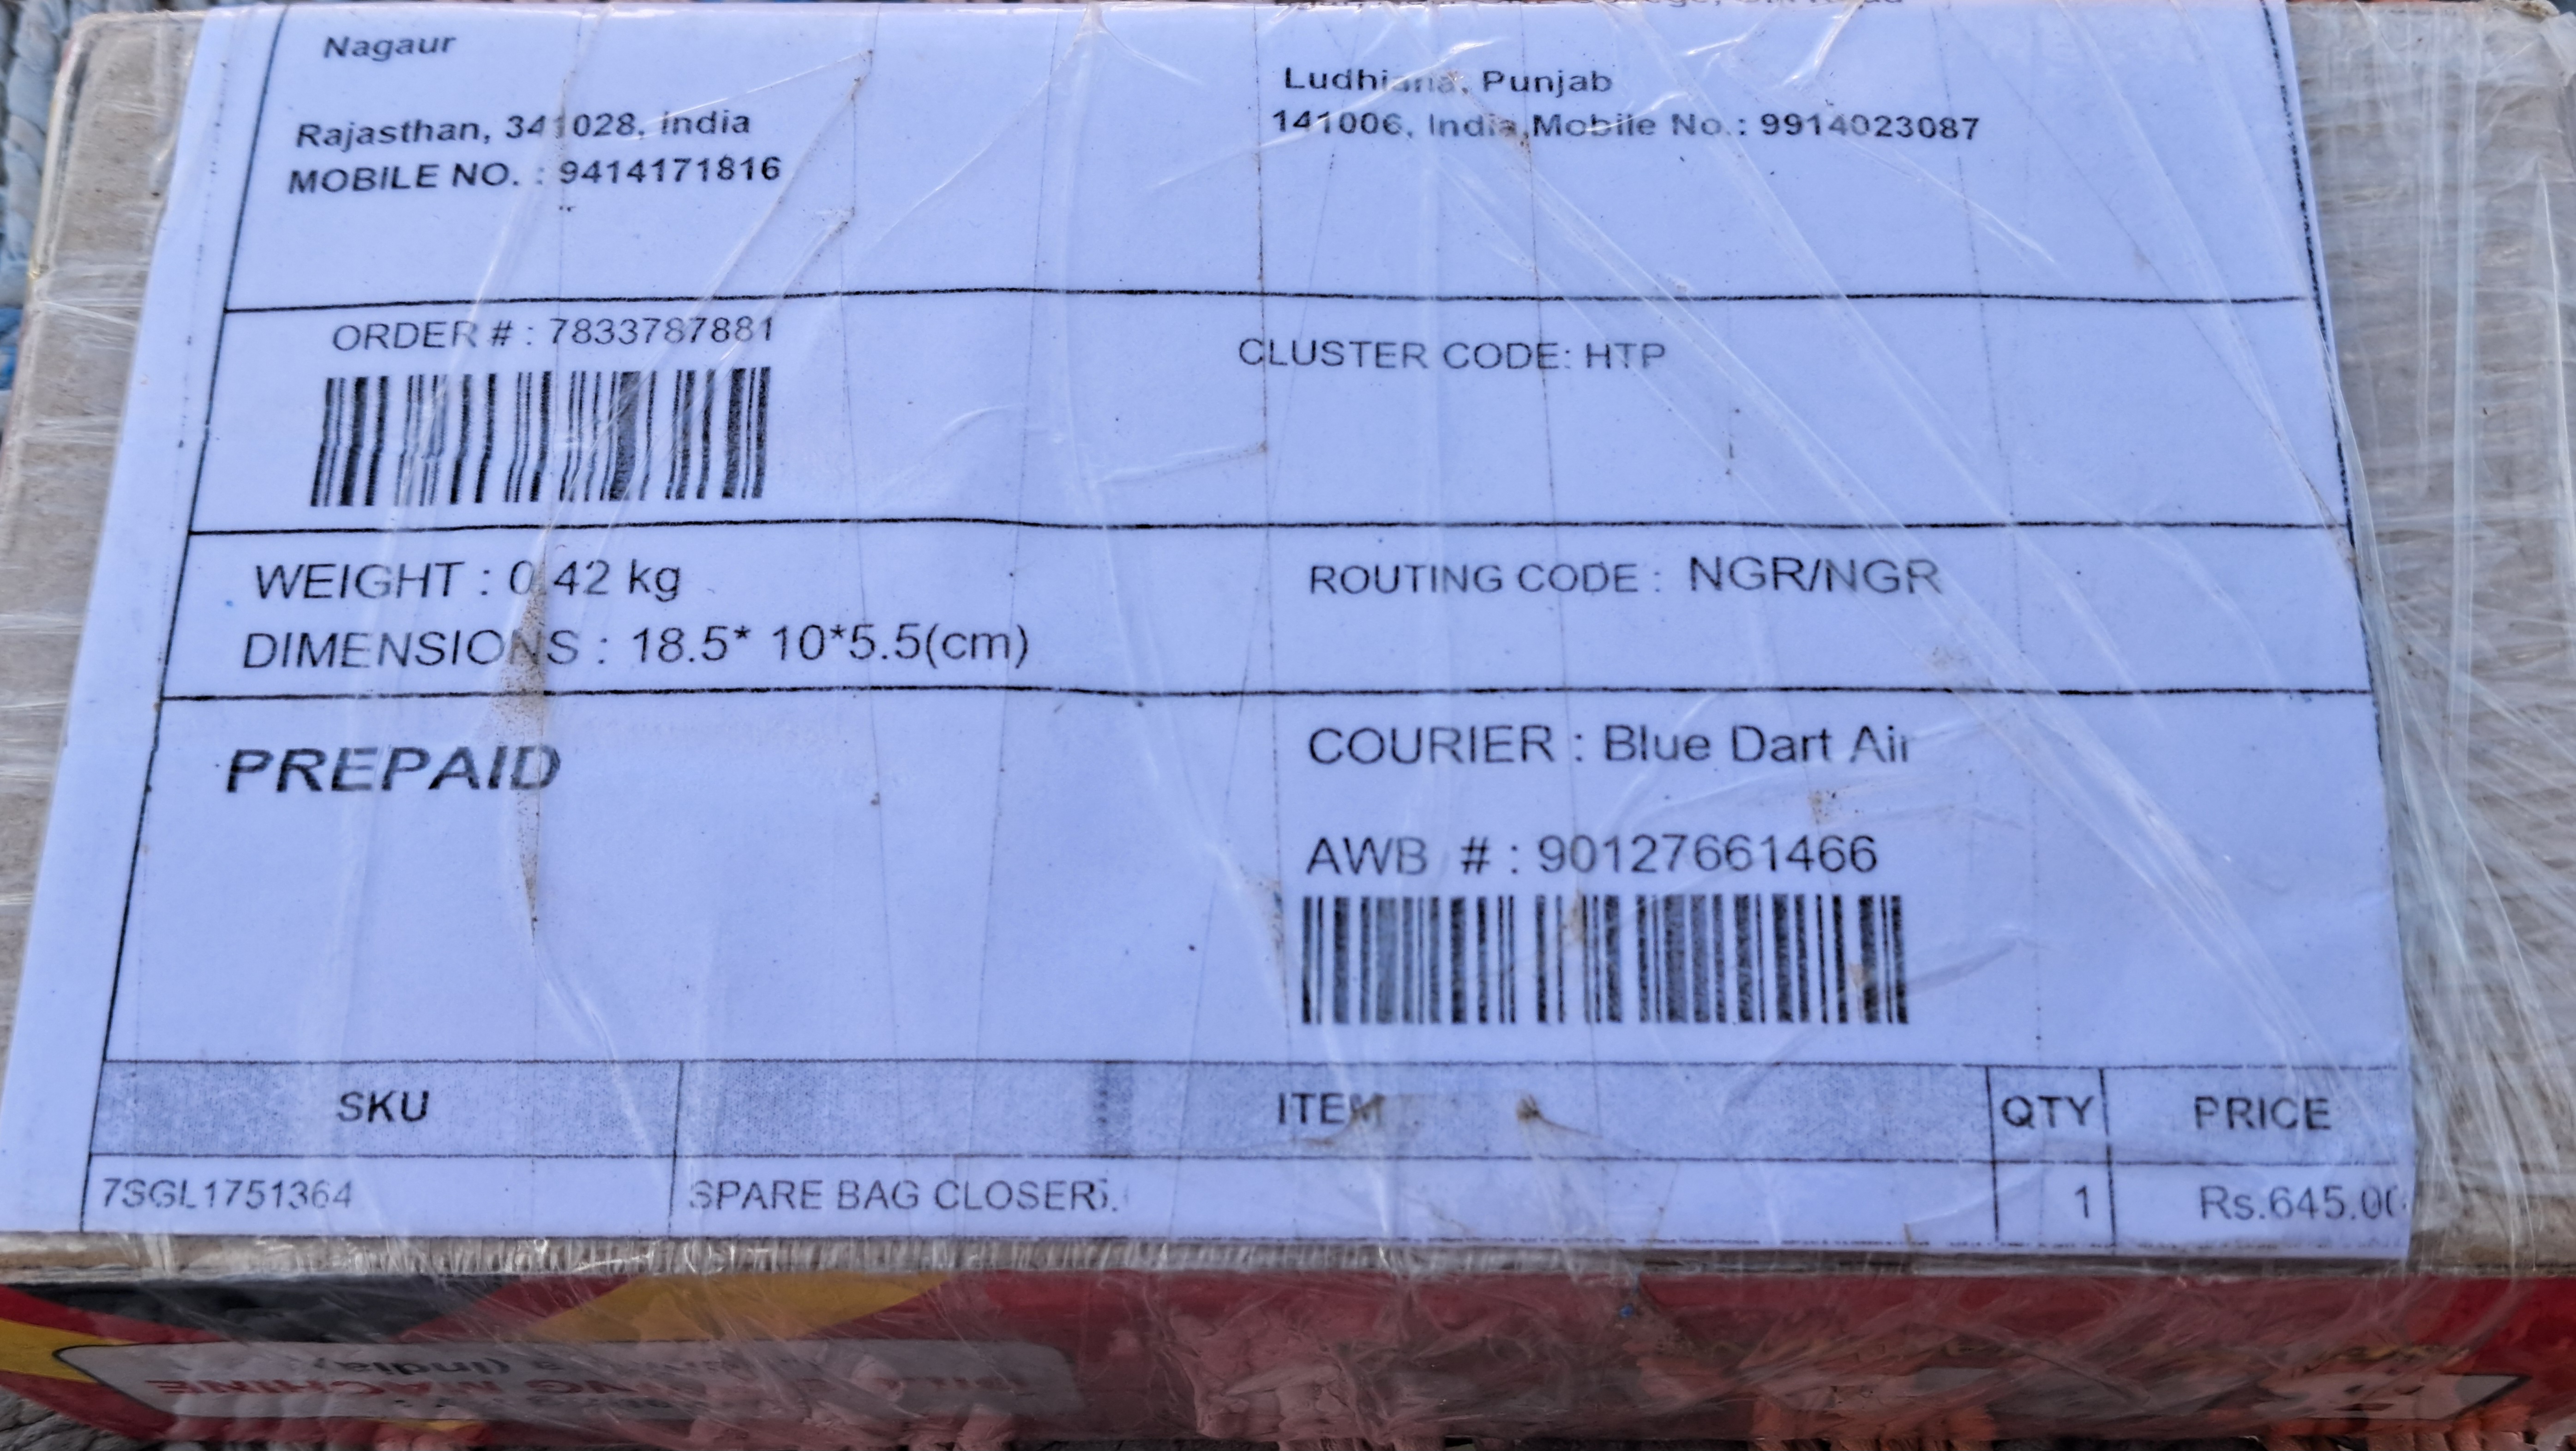 Nagaur
Rajasthan, 341028, India
MOBILE NO. : 9414171816
Ludhiana, Punjab
141006, India,Mobile No.: 9914023087
ORDER # : 7833787881
CLUSTER CODE: HTP
WEIGHT : 0.42 kg
DIMENSIONS : 18.5* 10*5.5(cm)
ROUTING CODE : NGR/NGR
PREPAID
COURIER : Blue Dart Air
AWB # : 90127661466
SKU ITEM QTY PRICE
7SGL1751364 SPARE BAG CLOSER 1 Rs.645.00
(India)
MACHINE